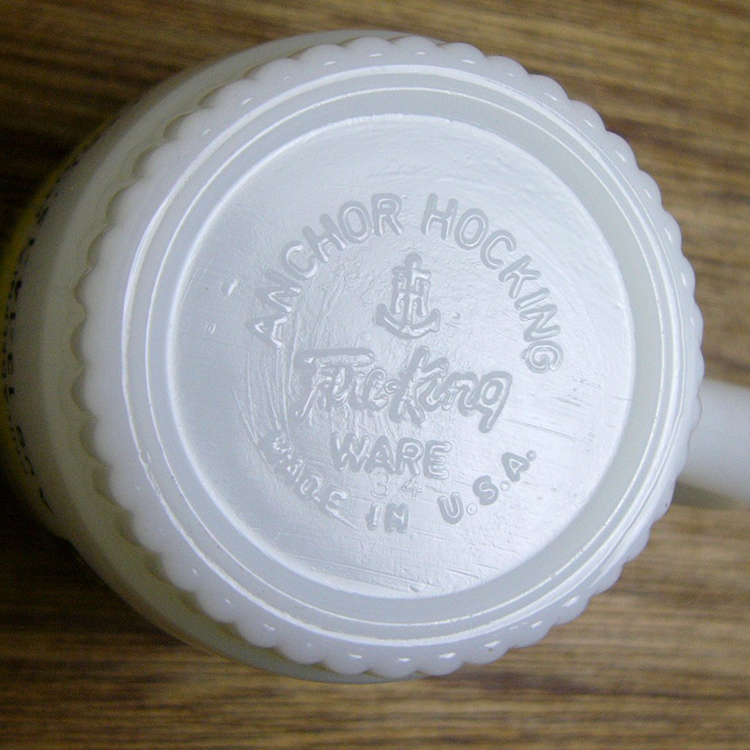 ANCHOR HOCKING
Fire-King
WARE
34
MADE IN U.S.A.